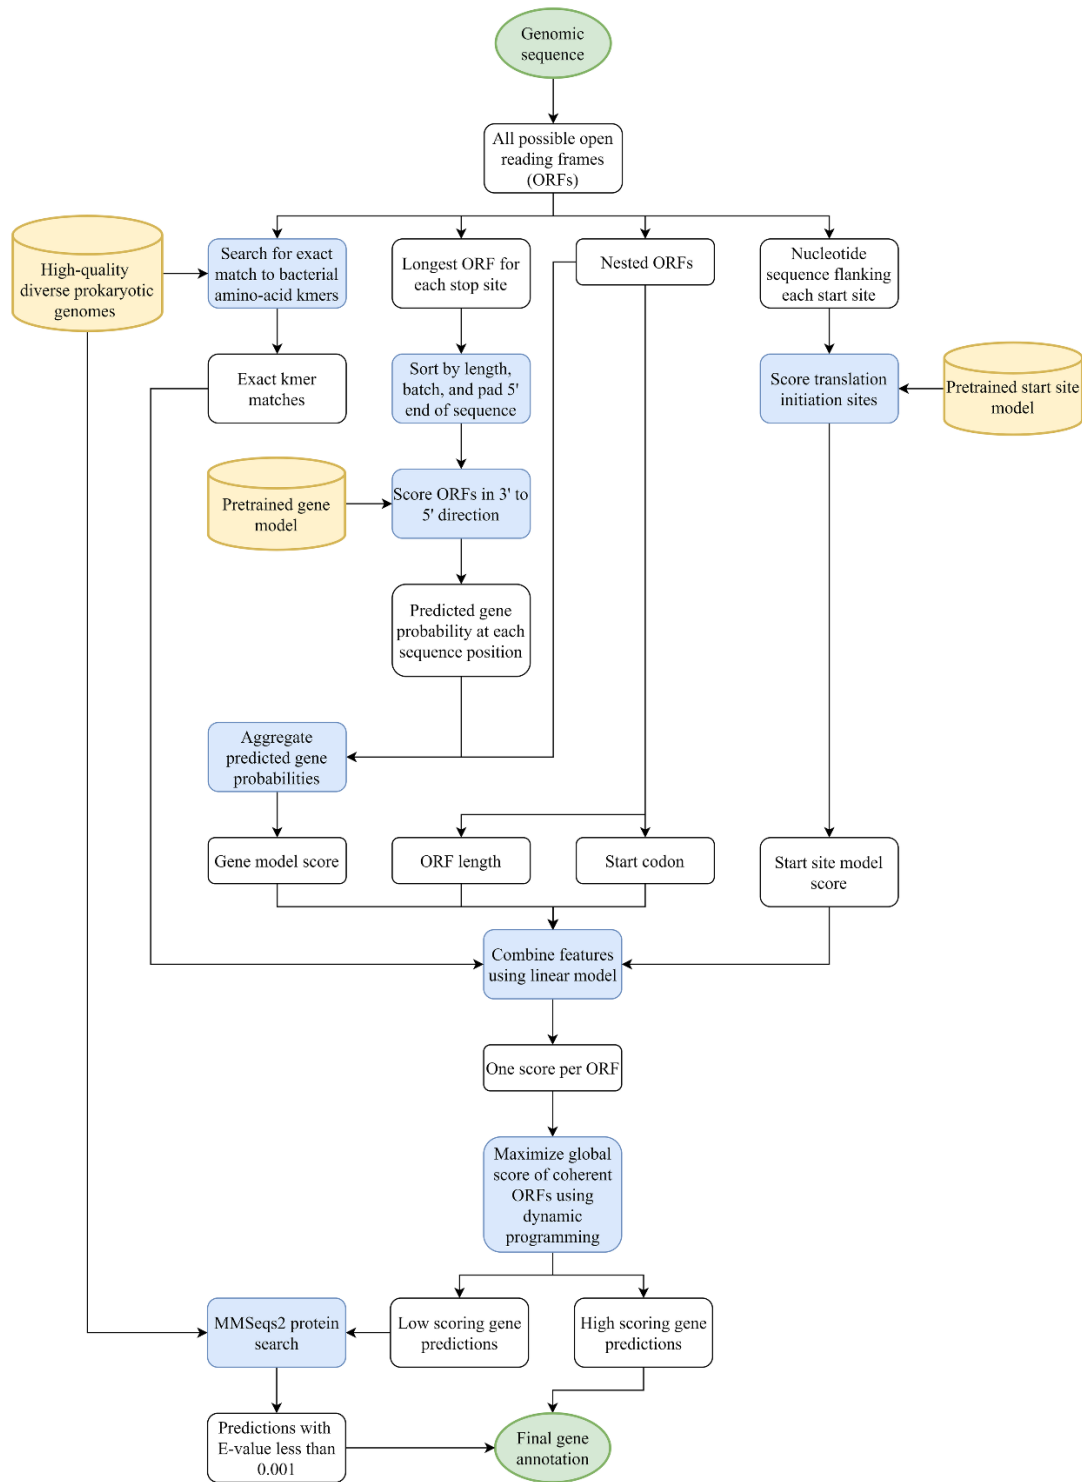 Genomic
sequence
All possible open
reading frames
(ORFs)
High-quality
diverse prokaryotic
genomes
Search for exact
match to bacterial
amino-acid kmers
Longest ORF for
each stop site
Nested ORFs
Nucleotide
sequence flanking
each start site
Exact kmer
matches
Sort by length,
batch, and pad 5'
end of sequence
Score translation
initiation sites
Pretrained start site
model
Pretrained gene
model
Score ORFs in 3' to
5' direction
Predicted gene
probability at each
sequence position
Aggregate
predicted gene
probabilities
Gene model score
ORF length
Start codon
Start site model
score
Combine features
using linear model
One score per ORF
Maximize global
score of coherent
ORFs using
dynamic
programming
MMSeqs2 protein
search
Low scoring gene
predictions
High scoring gene
predictions
Predictions with
E-value less than
0.001
Final gene
annotation